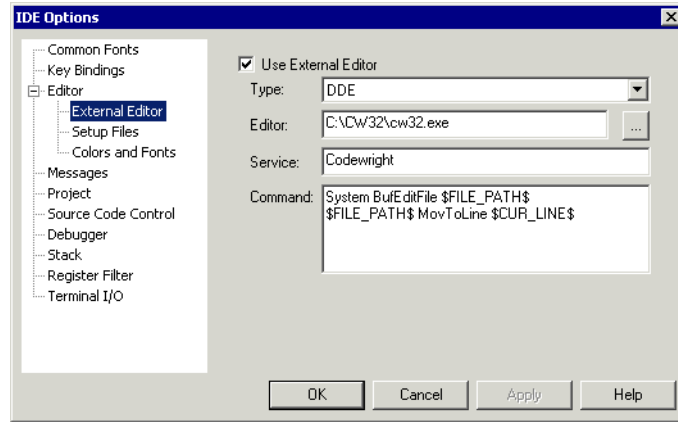 IDE Options
Common Fonts
Key Bindings
Editor
External Editor
Setup Files
Colors and Fonts
Messages
Project
Source Code Control
Debugger
Stack
Register Filter
Terminal I/O
Use External Editor
Type: DDE
Editor: C:\CW32\cw32.exe ...
Service: Codewright
Command: System BufEditFile $FILE_PATH$
$FILE_PATH$ MovToLine $CUR_LINE$
OK Cancel Apply Help